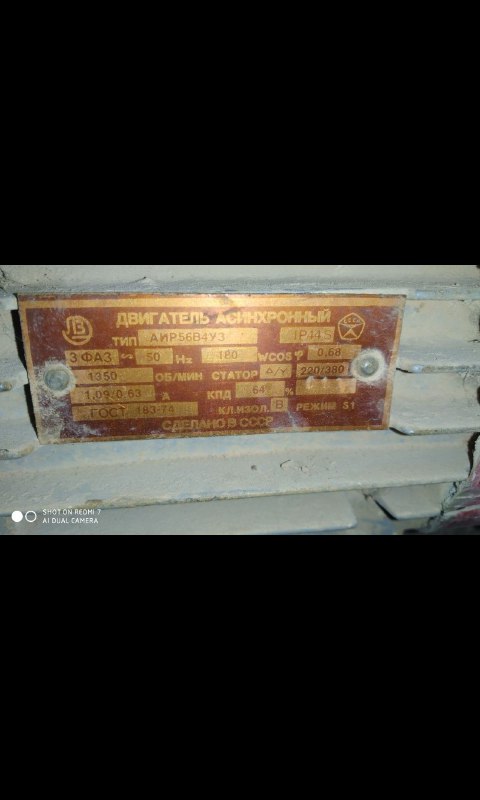 ДВИГАТЕЛЬ АСИНХРОННЫЙ
ЛЗ ТИП АИР56В4У3 IP44 S СССР
3 ФАЗ ~ 50 Hz 180 W COS φ 0.68
1350 ОБ/МИН СТАТОР Δ/Y 220/380
1.09/0.63 А КПД 64 %
ГОСТ 183-74 КЛ.ИЗОЛ. В РЕЖИМ S1
СДЕЛАНО В СССР
SHOT ON REDMI 7
AI DUAL CAMERA